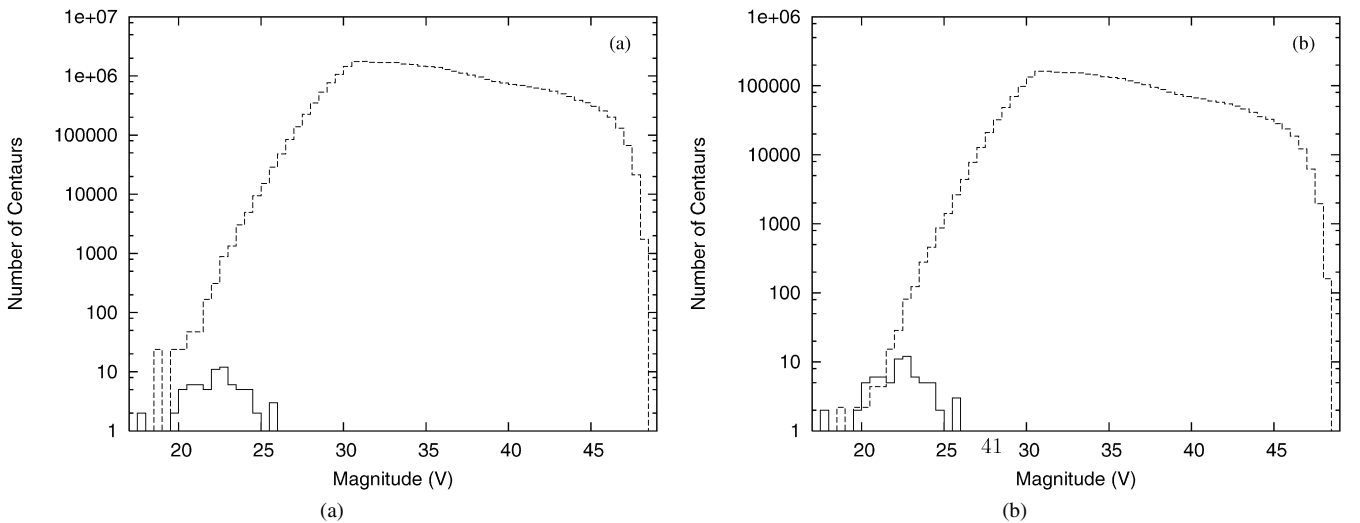 1e+07
1e+06
100000
10000
1000
100
10
1
Number of Centaurs
20 25 30 35 40 45
Magnitude (V)
(a)
(a)
1e+06
100000
10000
1000
100
10
1
Number of Centaurs
20 25 41 30 35 40 45
Magnitude (V)
(b)
(b)